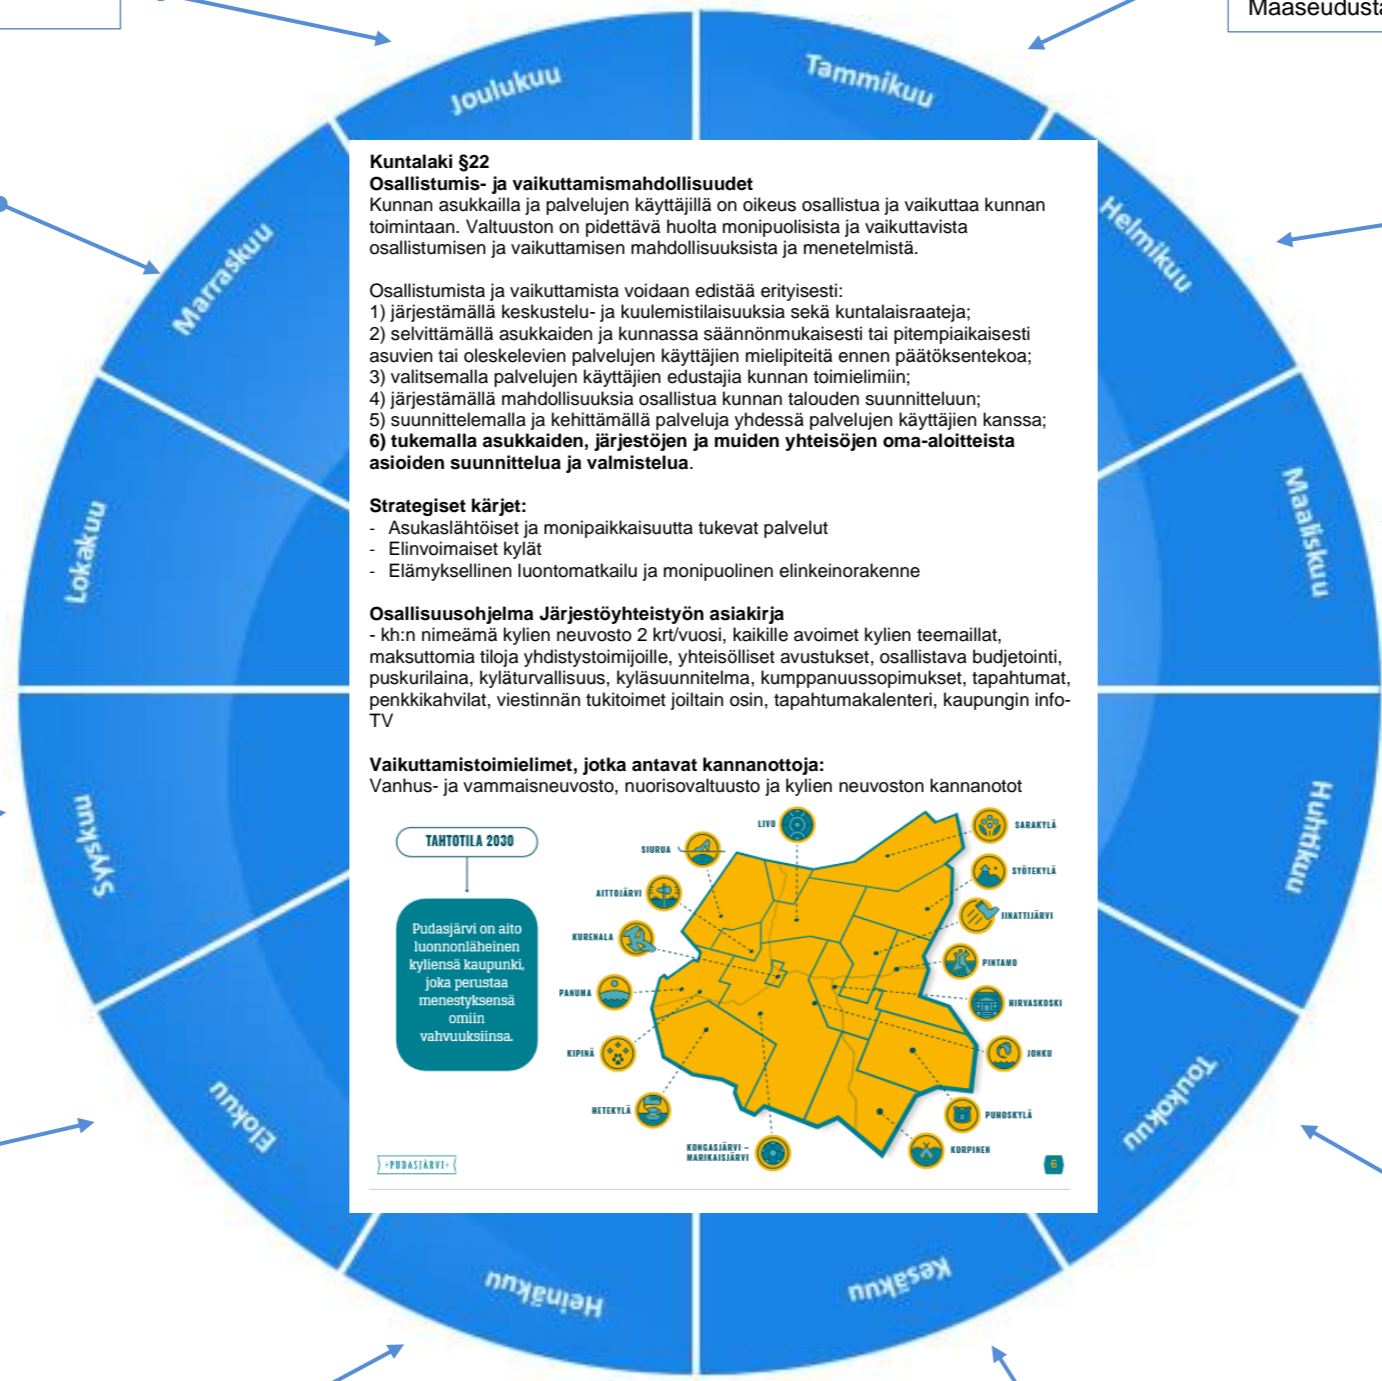 Maaseudusta
Joulukuu
Tammikuu
Helmikuu
Maaliskuu
Huhtikuu
Toukokuu
Kesäkuu
Heinäkuu
Elokuu
Syyskuu
Lokakuu
Marraskuu
Kuntalaki §22
Osallistumis- ja vaikuttamismahdollisuudet
Kunnan asukkailla ja palvelujen käyttäjillä on oikeus osallistua ja vaikuttaa kunnan
toimintaan. Valtuuston on pidettävä huolta monipuolisista ja vaikuttavista
osallistumisen ja vaikuttamisen mahdollisuuksista ja menetelmistä.
Osallistumista ja vaikuttamista voidaan edistää erityisesti:
1) järjestämällä keskustelu- ja kuulemistilaisuuksia sekä kuntalaisraateja;
2) selvittämällä asukkaiden ja kunnassa säännönmukaisesti tai pitempiaikaisesti
asuvien tai oleskelevien palvelujen käyttäjien mielipiteitä ennen päätöksentekoa;
3) valitsemalla palvelujen käyttäjien edustajia kunnan toimielimiin;
4) järjestämällä mahdollisuuksia osallistua kunnan talouden suunnitteluun;
5) suunnittelemalla ja kehittämällä palveluja yhdessä palvelujen käyttäjien kanssa;
6) tukemalla asukkaiden, järjestöjen ja muiden yhteisöjen oma-aloitteista
asioiden suunnittelua ja valmistelua.
Strategiset kärjet:
- Asukaslähtöiset ja monipaikkaisuutta tukevat palvelut
- Elinvoimaiset kylät
- Elämyksellinen luontomatkailu ja monipuolinen elinkeinorakenne
Osallisuusohjelma Järjestöyhteistyön asiakirja
- kh:n nimeämä kylien neuvosto 2 krt/vuosi, kaikille avoimet kylien teemaillat,
maksuttomia tiloja yhdistystoimijoille, yhteisölliset avustukset, osallistava budjetointi,
puskurilaina, kyläturvallisuus, kyläsuunnitelma, kumppanuussopimukset, tapahtumat,
penkkikahvilat, viestinnän tukitoimet joiltain osin, tapahtumakalenteri, kaupungin info-
TV
Vaikuttamistoimielimet, jotka antavat kannanottoja:
Vanhus- ja vammaisneuvosto, nuorisovaltuusto ja kylien neuvoston kannanotot
TAHTOTILA 2030
Pudasjärvi on aito
luonnonläheinen
kyliensä kaupunki,
joka perustaa
menestyksensä
omiin
vahvuuksiinsa.
LIVO
SIURUA
AITTOJÄRVI
KURENALA
PANUMA
KIPINÄ
HETEKYLÄ
KONGASJÄRVI –
MARIKAISJÄRVI
SARAKYLÄ
SYÖTEKYLÄ
IINATTIJÄRVI
PINTAMO
HIRVASKOSKI
JONKU
PUHOSKYLÄ
KORPINEN
PUDASJÄRVI
6